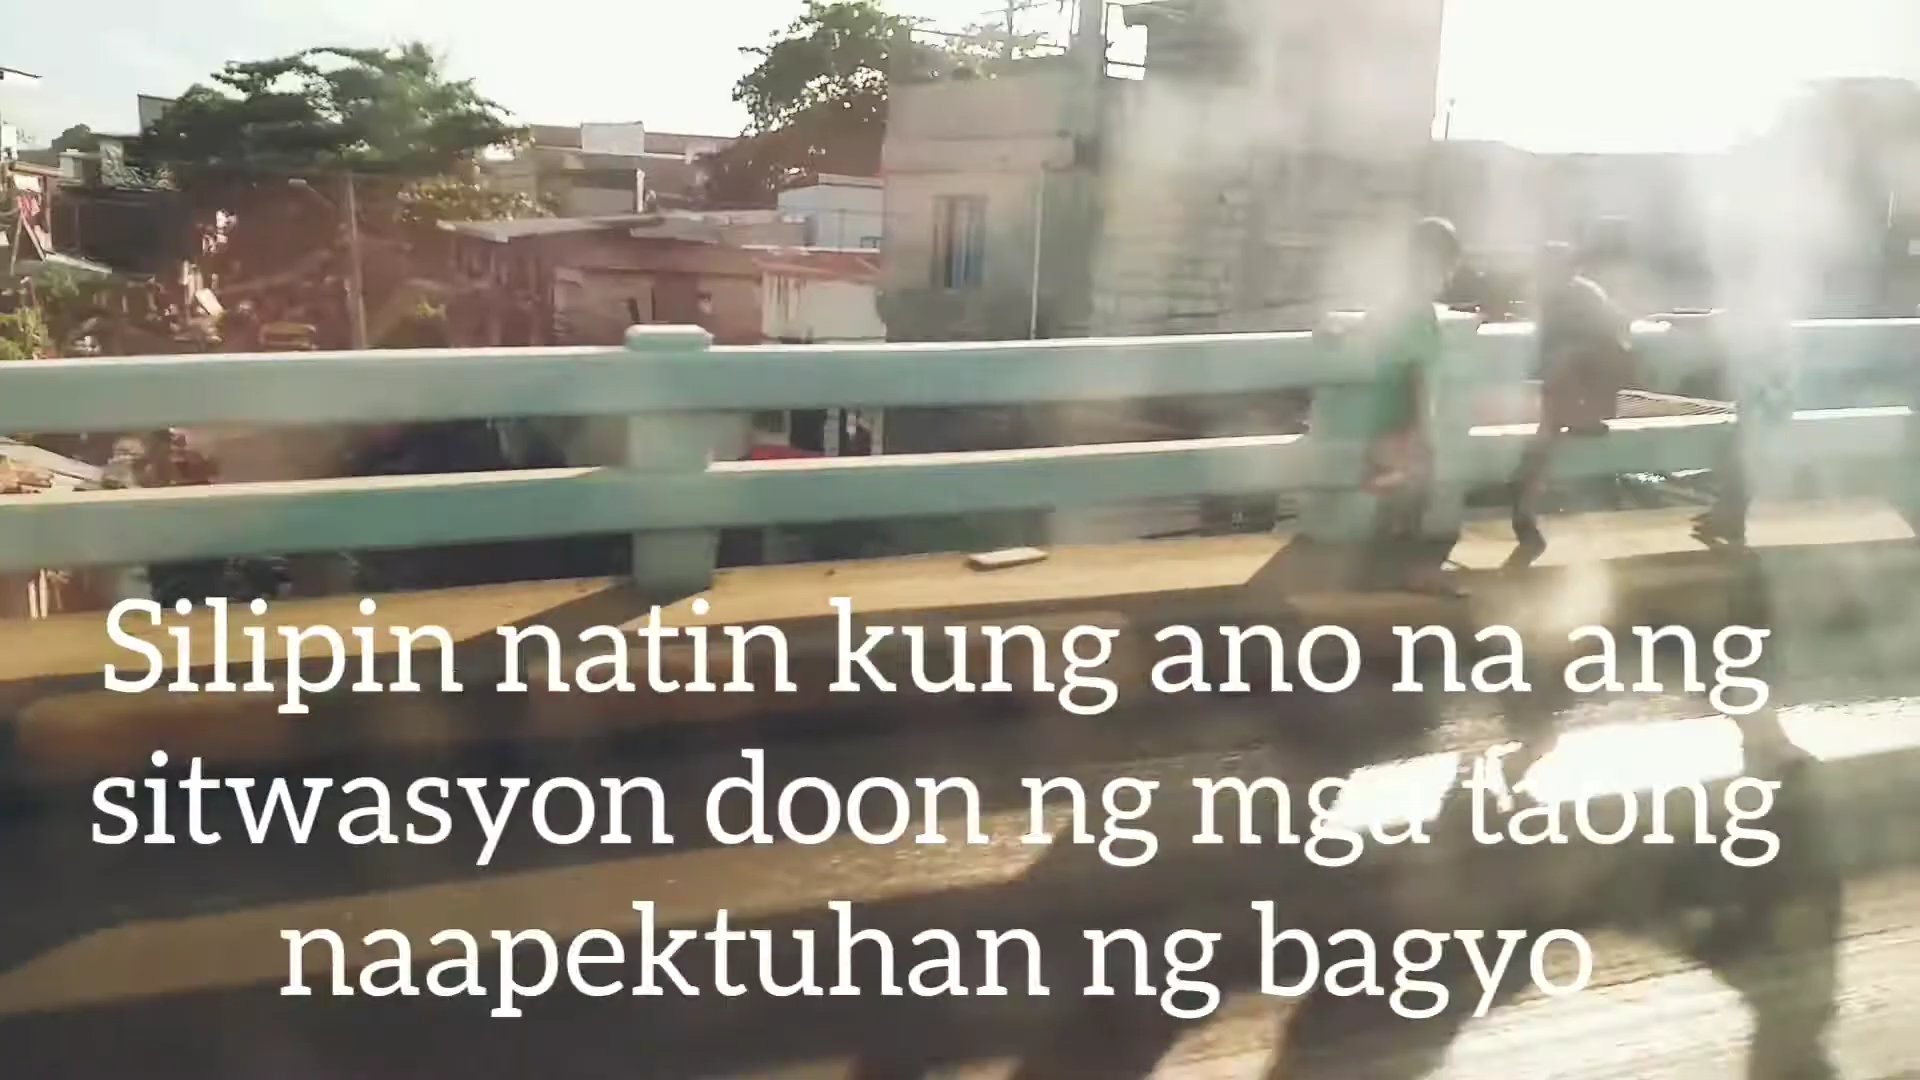 Silipin natin kung ano na ang
sitwasyon doon ng mga taong
naapektuhan ng bagyo